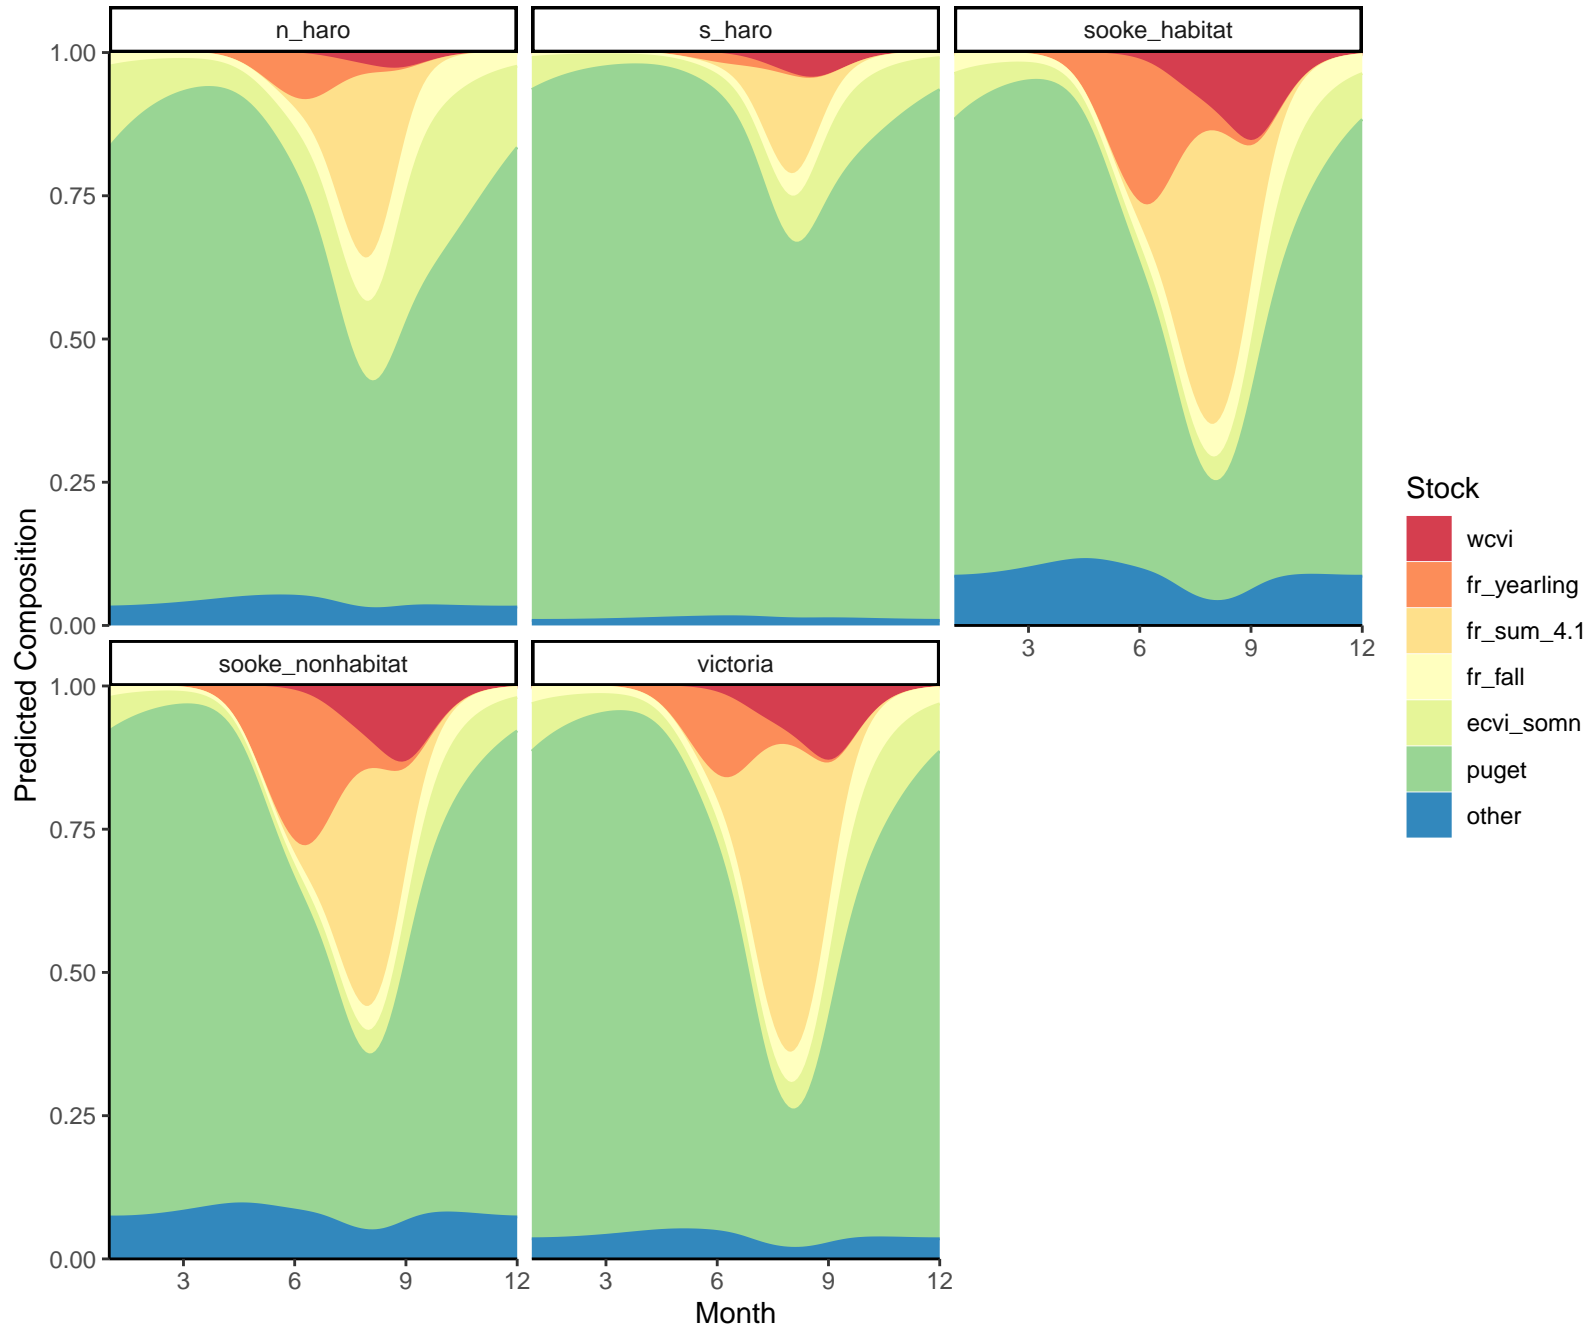 n_haro
s_haro
sooke_habitat
1.00
0.75
0.50
0.25
0.00
3 6 9 12
sooke_nonhabitat
victoria
1.00
0.75
0.50
0.25
0.00
3 6 9 12
3 6 9 12
Predicted Composition
Month
Stock
wcvi
fr_yearling
fr_sum_4.1
fr_fall
ecvi_somn
puget
other